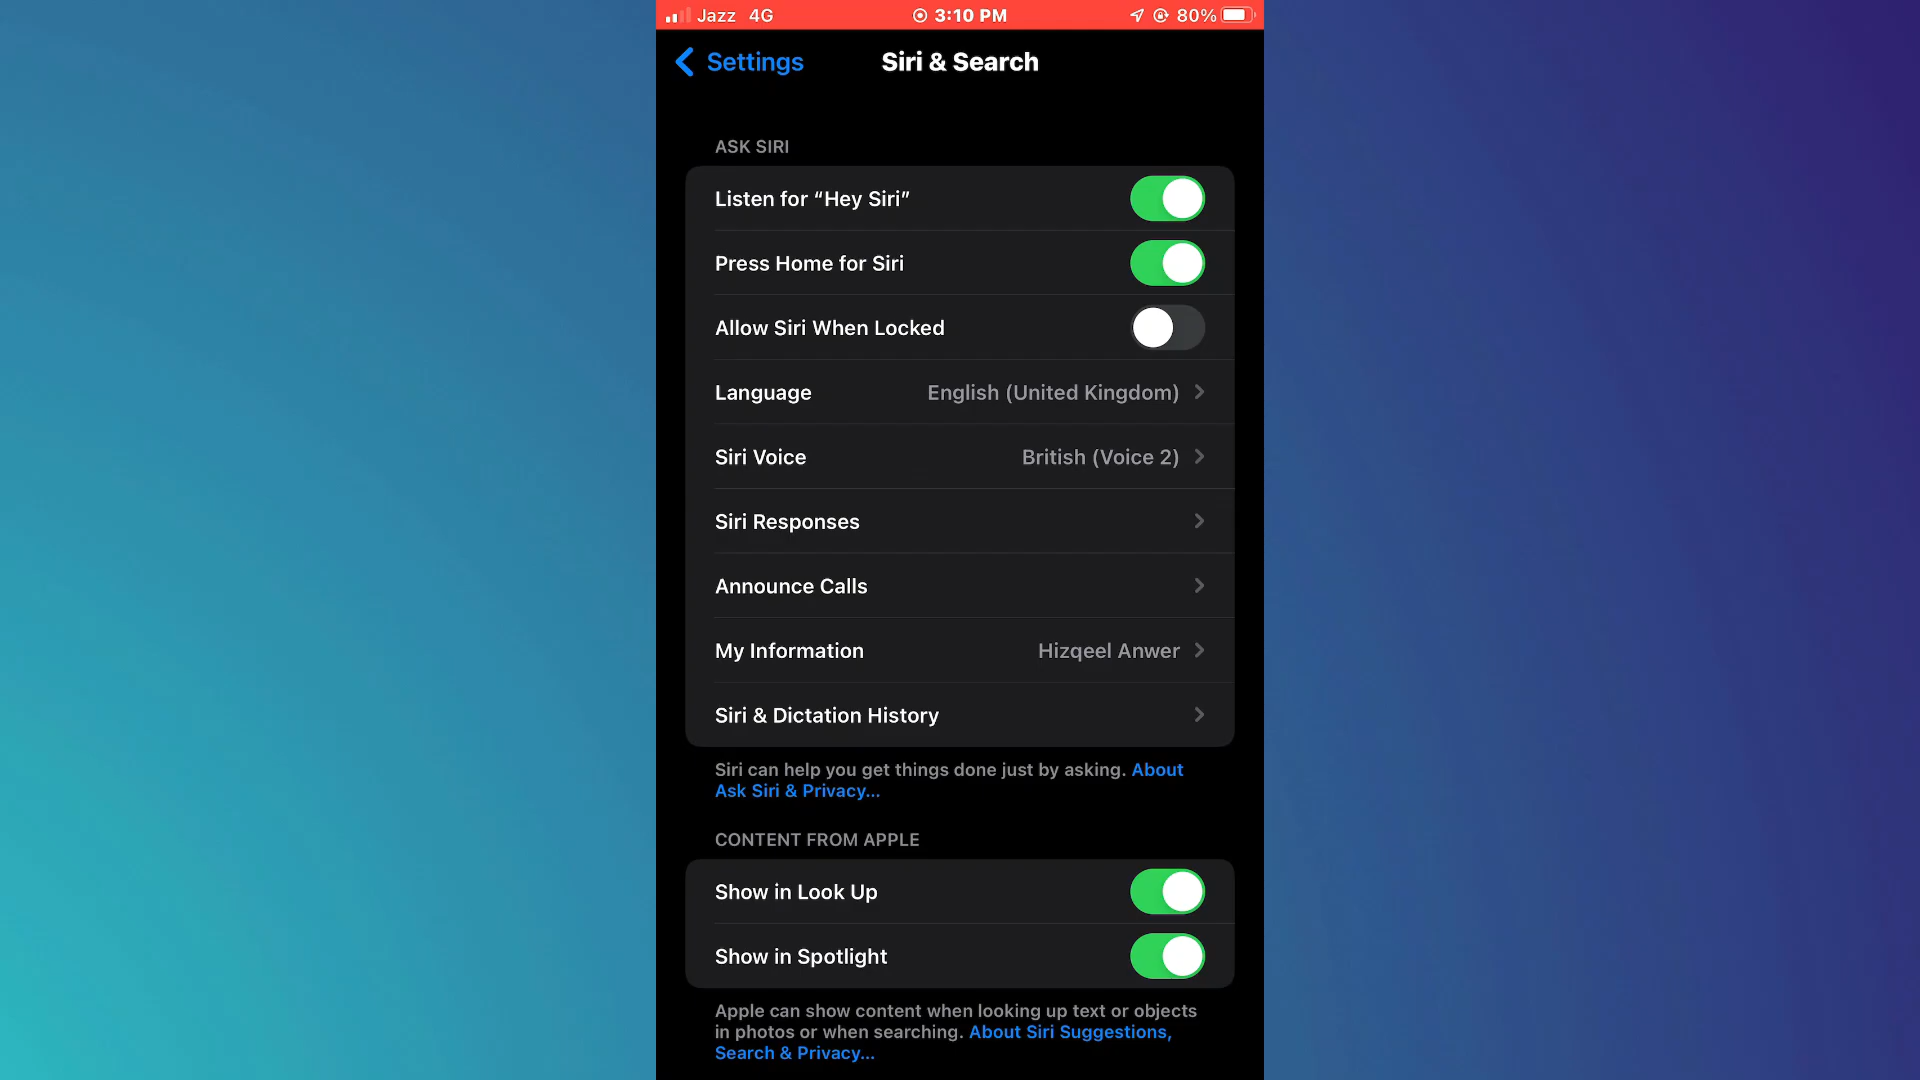 Jazz 4G 3:10 PM 80%
Settings Siri & Search
ASK SIRI
Listen for “Hey Siri”
Press Home for Siri
Allow Siri When Locked
Language English (United Kingdom)
Siri Voice British (Voice 2)
Siri Responses
Announce Calls
My Information Hizqeel Anwer
Siri & Dictation History
Siri can help you get things done just by asking. About
Ask Siri & Privacy...
CONTENT FROM APPLE
Show in Look Up
Show in Spotlight
Apple can show content when looking up text or objects
in photos or when searching. About Siri Suggestions,
Search & Privacy...